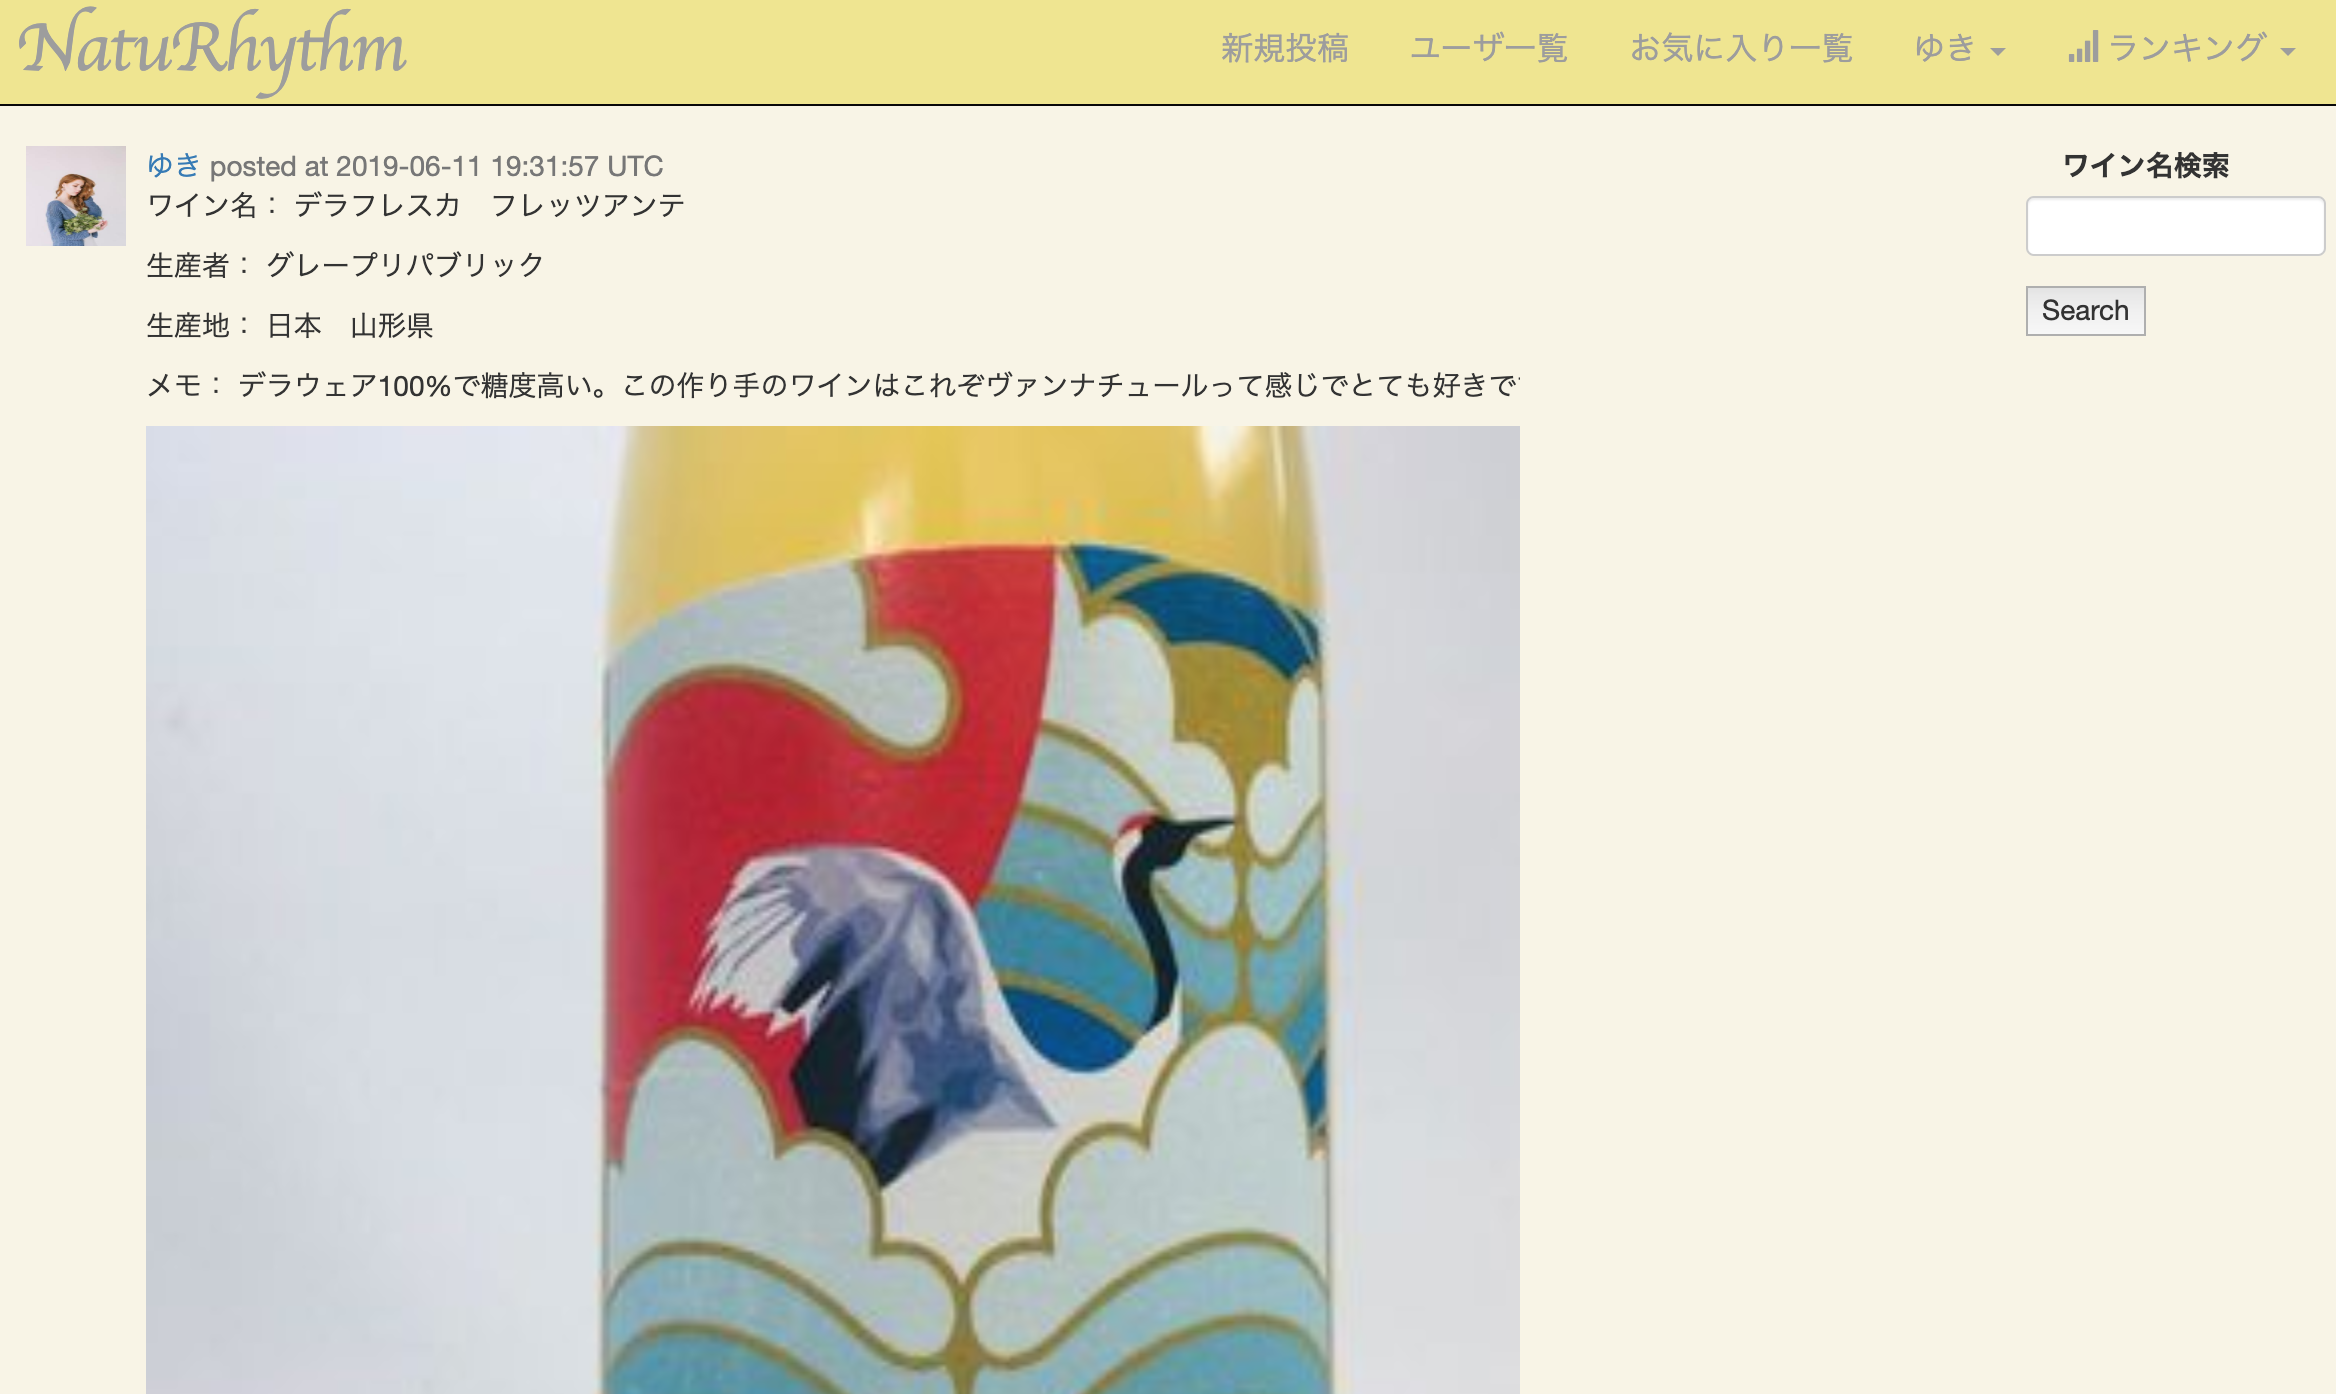 NatuRhythm
新規投稿 ユーザ一覧 お気に入り一覧 ゆき ランキング
ゆき posted at 2019-06-11 19:31:57 UTC
ワイン名： デラフレスカ　フレッツアンテ
生産者： グレープリパブリック
生産地： 日本　山形県
メモ： デラウェア100%で糖度高い。この作り手のワインはこれぞヴァンナチュールって感じでとても好きで
ワイン名検索
Search